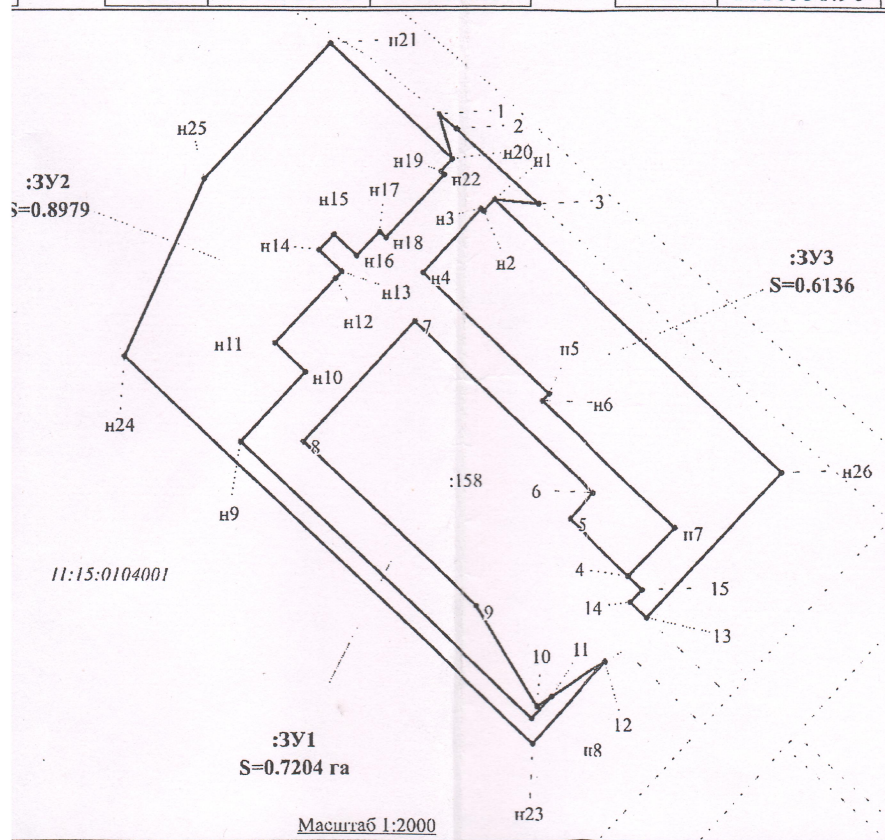 н21
1
2
н25
н20
н19
н1
н22
:ЗУ2
S=0.8979
н15
н17
3
н3
н14
н18
н2
:ЗУ3
S=0.6136
н16
н4
н13
н12
7
н11
н10
н5
н6
н24
8
:158
н26
6
н9
5
н7
11:15:0104001
4
15
14
9
13
10
11
12
:ЗУ1
S=0.7204 га
н8
н23
Масштаб 1:2000